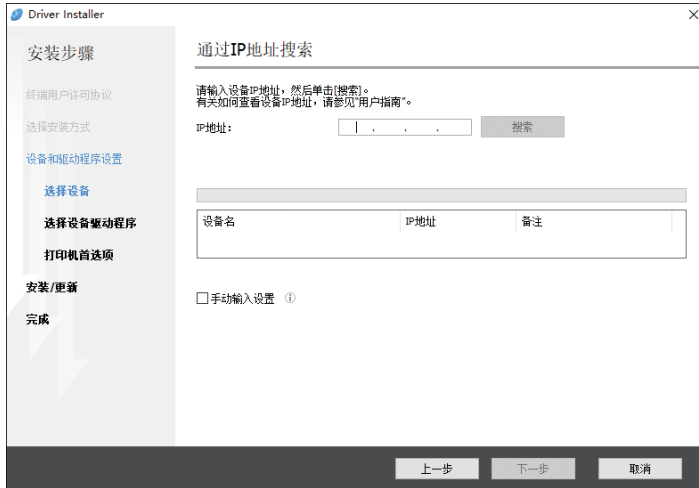 Driver Installer
安装步骤
终端用户许可协议
选择安装方式
设备和驱动程序设置
选择设备
选择设备驱动程序
打印机首选项
安装/更新
完成
通过IP地址搜索
请输入设备IP地址，然后单击[搜索]。
有关如何查看设备IP地址，请参见"用户指南"。
IP地址：
. . .
搜索
设备名 IP地址 备注
手动输入设置
上一步 下一步 取消